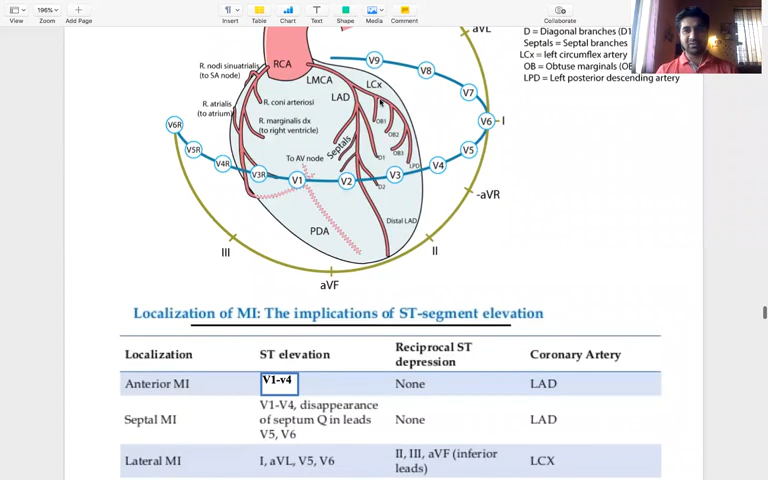 View
196%
Zoom
Add Page
Insert
Table
Chart
Text
Shape
Media
Comment
Collaborate
aVL
D = Diagonal branches (D1
Septals = Septal branches
LCx = left circumflex artery
OB = Obtuse marginals (OB
LPD = Left posterior descending artery
RCA
LMCA
LCx
LAD
R. nodi sinuatrialis
(to SA node)
R. atrialis
(to atrium)
R. coni arteriosi
R. marginalis dx
(to right ventricle)
To AV node
Septals
OB1
OB2
OB3
D1
LPD
D2
Distal LAD
PDA
V9
V8
V7
V6
I
V5
V4
V3
V2
V1
V3R
V4R
V5R
V6R
-aVR
III
II
aVF
Localization of MI: The implications of ST-segment elevation
Localization ST elevation Reciprocal ST depression Coronary Artery
Anterior MI V1-v4 None LAD
Septal MI V1-V4, disappearance of septum Q in leads V5, V6 None LAD
Lateral MI I, aVL, V5, V6 II, III, aVF (inferior leads) LCX